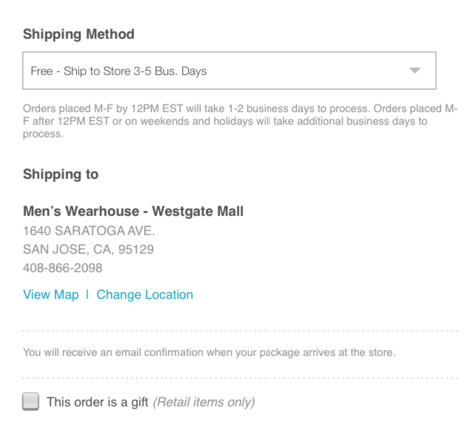 Shipping Method
Free - Ship to Store 3-5 Bus. Days
Orders placed M-F by 12PM EST will take 1-2 business days to process. Orders placed M-
F after 12PM EST or on weekends and holidays will take additional business days to
process.
Shipping to
Men's Wearhouse - Westgate Mall
1640 SARATOGA AVE.
SAN JOSE, CA, 95129
408-866-2098
View Map | Change Location
You will receive an email confirmation when your package arrives at the store.
This order is a gift (Retail items only)